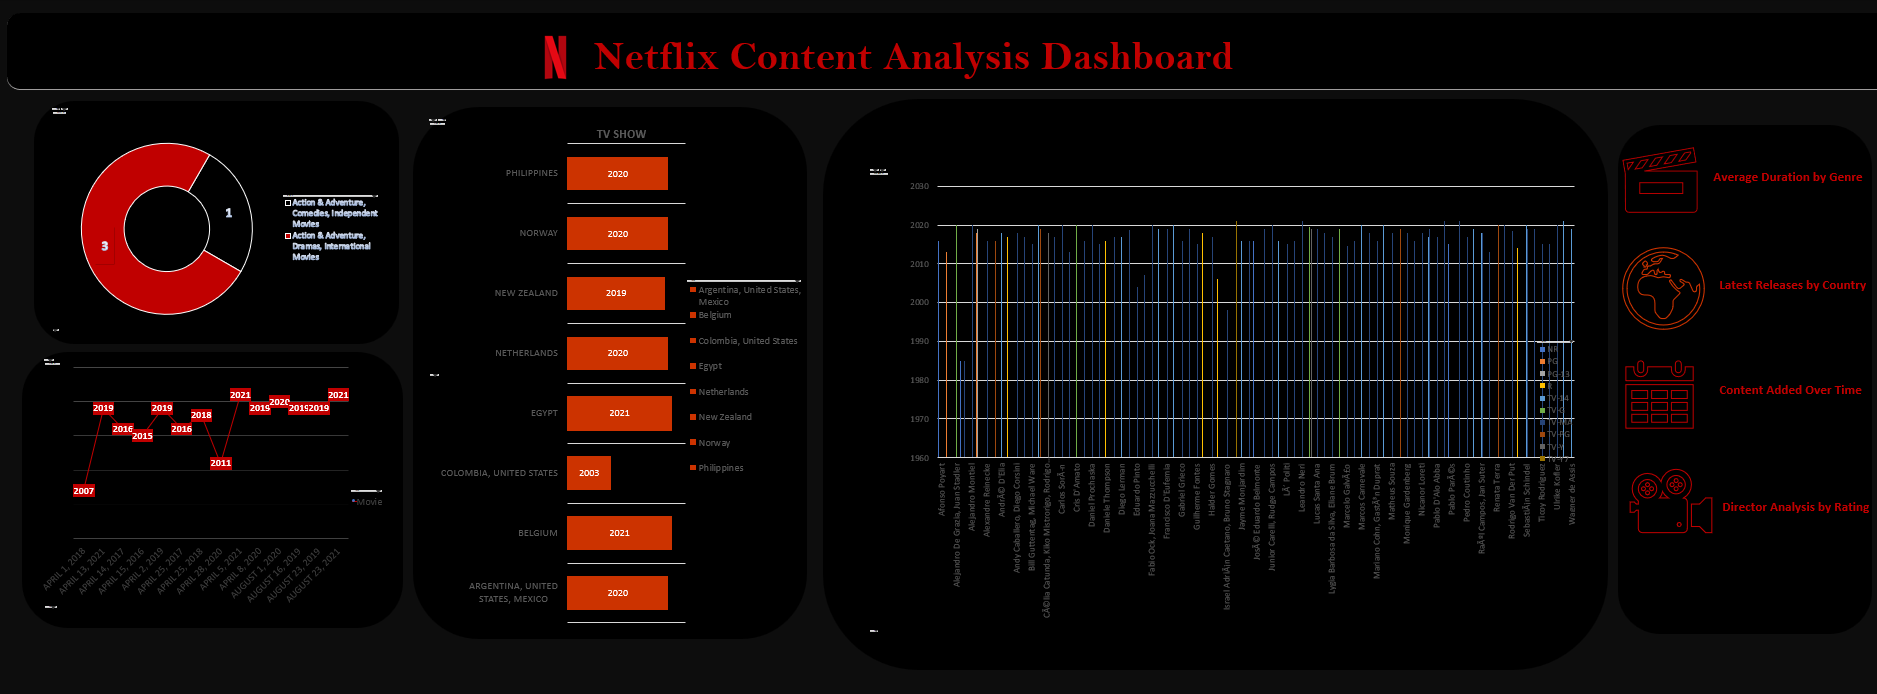 Netflix Content Analysis Dashboard
1
3
Action & Adventure,
Comedies, Independent
Movies
Action & Adventure,
Dramas, International
Movies
2007
2019
2016
2015
2019
2016
2018
2011
2021
2019
2020
2019
2019
2021
Movie
APRIL 1, 2018
APRIL 13, 2021
APRIL 14, 2017
APRIL 15, 2016
APRIL 2, 2019
APRIL 25, 2017
APRIL 25, 2018
APRIL 28, 2020
APRIL 5, 2021
APRIL 8, 2020
AUGUST 1, 2020
AUGUST 16, 2019
AUGUST 23, 2019
AUGUST 23, 2021
TV SHOW
PHILIPPINES
2020
NORWAY
2020
NEW ZEALAND
2019
NETHERLANDS
2020
EGYPT
2021
COLOMBIA, UNITED STATES
2003
BELGIUM
2021
ARGENTINA, UNITED
STATES, MEXICO
2020
Argentina, United States,
Mexico
Belgium
Colombia, United States
Egypt
Netherlands
New Zealand
Norway
Philippines
2030
2020
2010
2000
1990
1980
1970
1960
NR
PG
PG-13
R
TV-14
TV-G
TV-MA
TV-PG
TV-Y
TV-Y7
Afonso Poyart
Alejandro De Grazia, Juan Stadler
Alejandro Montiel
Alexandre Reinecke
AndrÃ© D'Elia
Andy Caballero, Diego Corsini
Bill Guttentag, Michael Ware
CÃ©lia Catunda, Kiko Mistrorigo, Rodrigo
Carlos SorÃ­n
Cris D'Amato
Daniel Prochaska
Daniele Thompson
Diego Lerman
Eduardo Pinto
Fabio Ock, Joana Mazzucchelli
Francisco D'Eufemia
Gabriel Grieco
Guilherme Fontes
Halder Gomes
Israel AdriÃ¡n Caetano, Bruno Stagnaro
Jayme Monjardim
JosÃ© Eduardo Belmonte
Junior Carelli, Rudge Campos
LÃ­ Politi
Leandro Neri
Lucas Santa Ana
Lygia Barbosa da Silva, Eliane Brum
Marcelo GalvÃ£o
Marcos Carnevale
Mariano Cohn, GastÃ³n Duprat
Matheus Souza
Monique Gardenberg
Nicanor Loreti
Pablo D'Alo Abba
Pablo ParÃ©s
Pedro Coutinho
RaÃºl Campos, Jan Suter
Renata Terra
Rodrigo Van Der Put
SebastiÃ¡n Schindel
Ticoy Rodriguez
Ulrike Kofler
Wagner de Assis
Average Duration by Genre
Latest Releases by Country
Content Added Over Time
Director Analysis by Rating